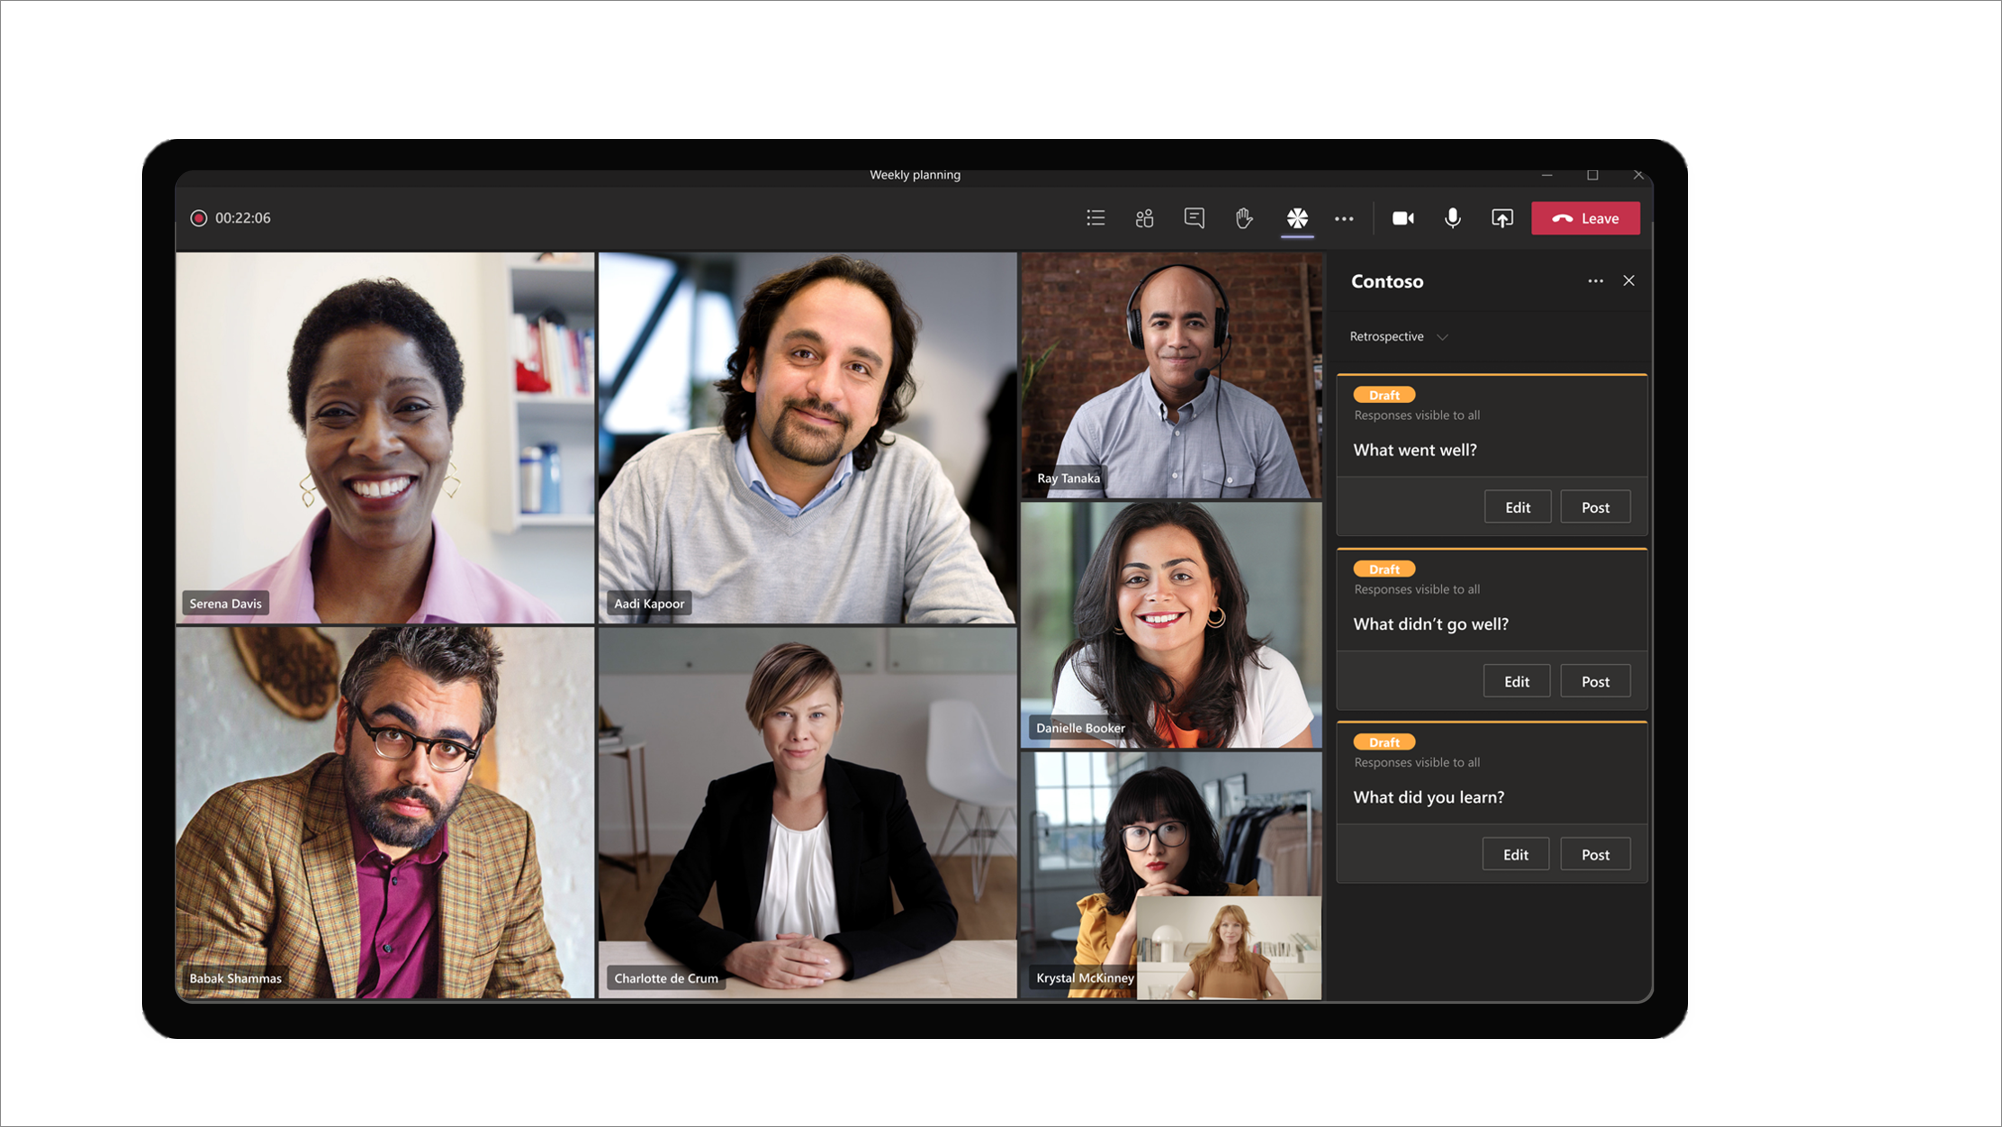 Weekly planning
00:22:06
Leave
Serena Davis
Aadi Kapoor
Ray Tanaka
Danielle Booker
Babak Shammas
Charlotte de Crum
Krystal McKinney
Contoso
Retrospective
Draft
Responses visible to all
What went well?
Edit Post
Draft
Responses visible to all
What didn’t go well?
Edit Post
Draft
Responses visible to all
What did you learn?
Edit Post